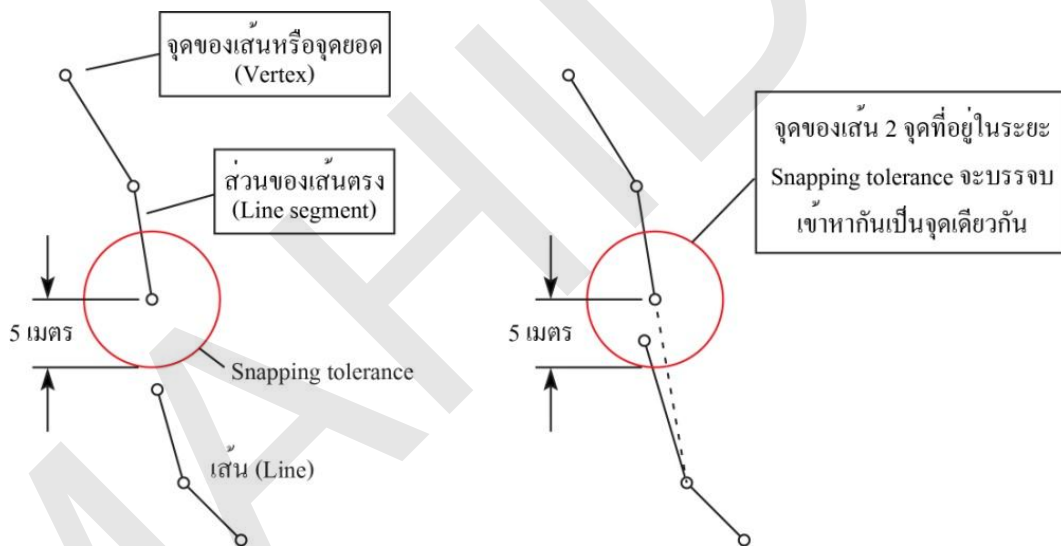 จุดของเส้นหรือจุดยอด
(Vertex)
ส่วนของเส้นตรง
(Line segment)
5 เมตร
Snapping tolerance
เส้น (Line)
จุดของเส้น 2 จุดที่อยู่ในระยะ
Snapping tolerance จะบรรจบ
เข้าหากันเป็นจุดเดียวกัน
5 เมตร